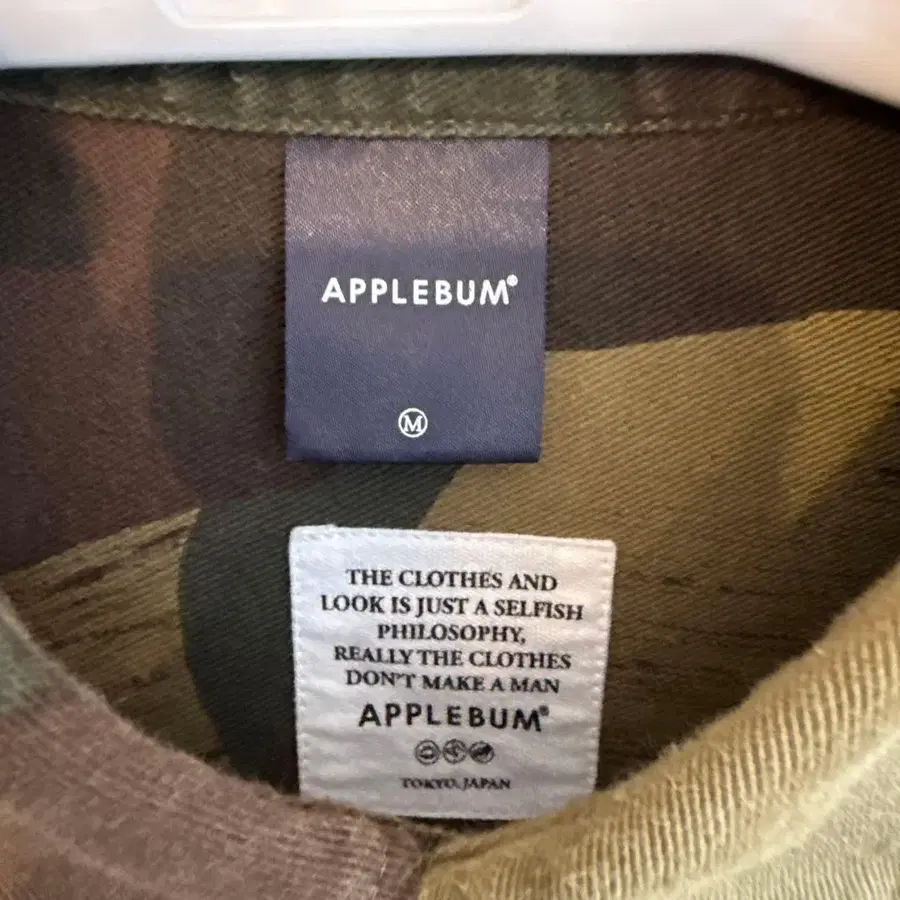 APPLEBUM®
M
THE CLOTHES AND
LOOK IS JUST A SELFISH
PHILOSOPHY,
REALLY THE CLOTHES
DON'T MAKE A MAN
APPLEBUM®
TOKYO, JAPAN